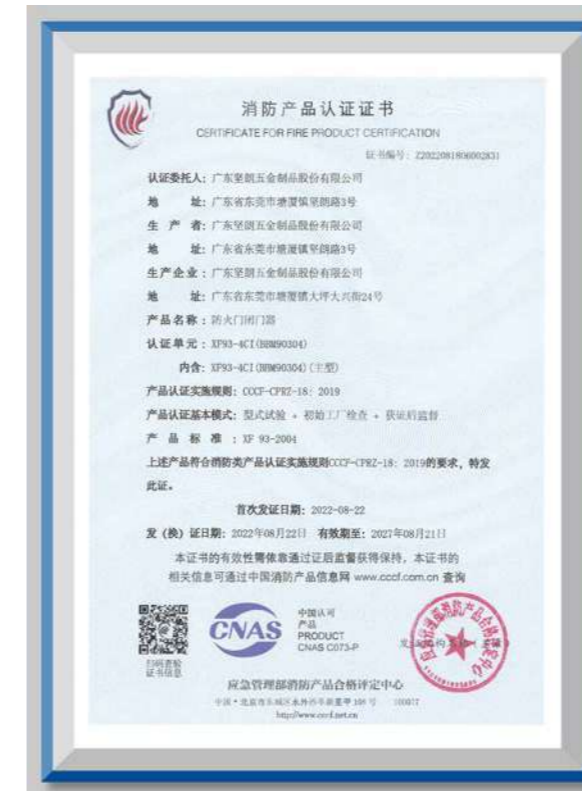 消防产品认证证书
CERTIFICATE FOR FIRE PRODUCT CERTIFICATION
证书编号：Z2022081806002831
认证委托人：广东坚朗五金制品股份有限公司
地 址：广东省东莞市塘厦镇坚朗路3号
生 产 者：广东坚朗五金制品股份有限公司
地 址：广东省东莞市塘厦镇坚朗路3号
生产企业：广东坚朗五金制品股份有限公司
地 址：广东省东莞市塘厦镇大坪大兴街24号
产品名称：防火门闭门器
认证单元：XF93-4CI(BBM90304)
内含：XF93-4CI(BBM90304)(主型)
产品认证实施规则：CCCF-CPRZ-18：2019
产品认证基本模式：型式试验 + 初始工厂检查 + 获证后监督
产 品 标 准 ：XF 93-2004
上述产品符合消防类产品认证实施规则CCCF-CPRZ-18：2019的要求，特发
此证。
首次发证日期：2022-08-22
发（换）证日期：2022年08月22日 有效期至：2027年08月21日
本证书的有效性需依靠通过证后监督获得保持，本证书的
相关信息可通过中国消防产品信息网 www.cccf.com.cn 查询
CNAS
中国认可
产品
PRODUCT
CNAS C073-P
扫码查验
证书信息
应急管理部消防产品合格评定中心
http://www.cccf.net.cn